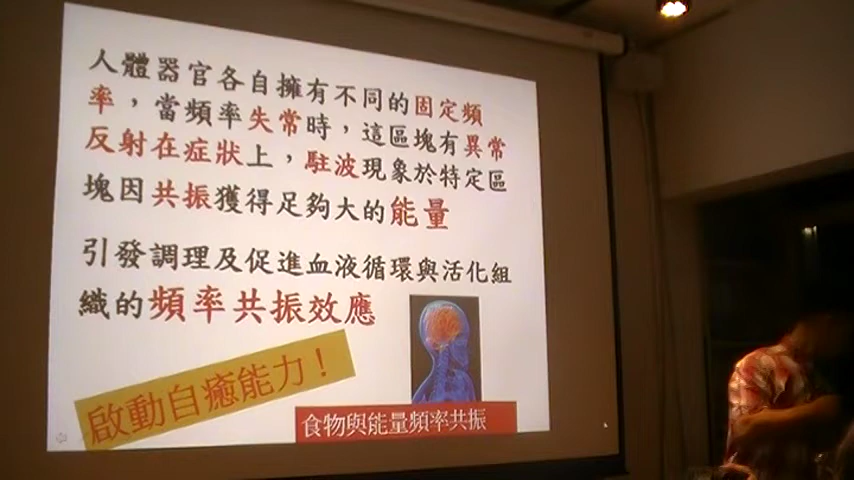 人體器官各自擁有不同的固定頻
率，當頻率失常時，這區塊有異常
反射在症狀上，駐波現象於特定區
塊因共振獲得足夠大的能量
引發調理及促進血液循環與活化組
織的頻率共振效應
啟動自癒能力！
食物與能量頻率共振